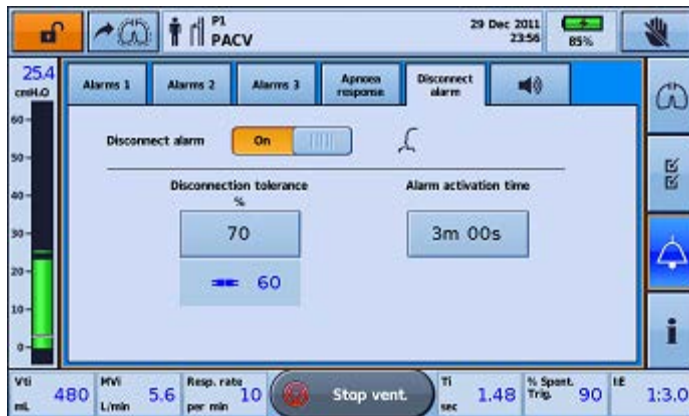 P1
PACV
29 Dec 2011
23:56
85%
25.4
cmH₂O
Alarms 1
Alarms 2
Alarms 3
Apnoea
response
Disconnect
alarm
60
50
40
30
20
10
0
Disconnect alarm
On
Disconnection tolerance
%
70
60
Alarm activation time
3m 00s
Vti
mL
480
MVi
L/min
5.6
Resp. rate
per min
10
Stop vent.
Ti
sec
1.48
% Spont.
Trig.
90
I:E
1:3.0